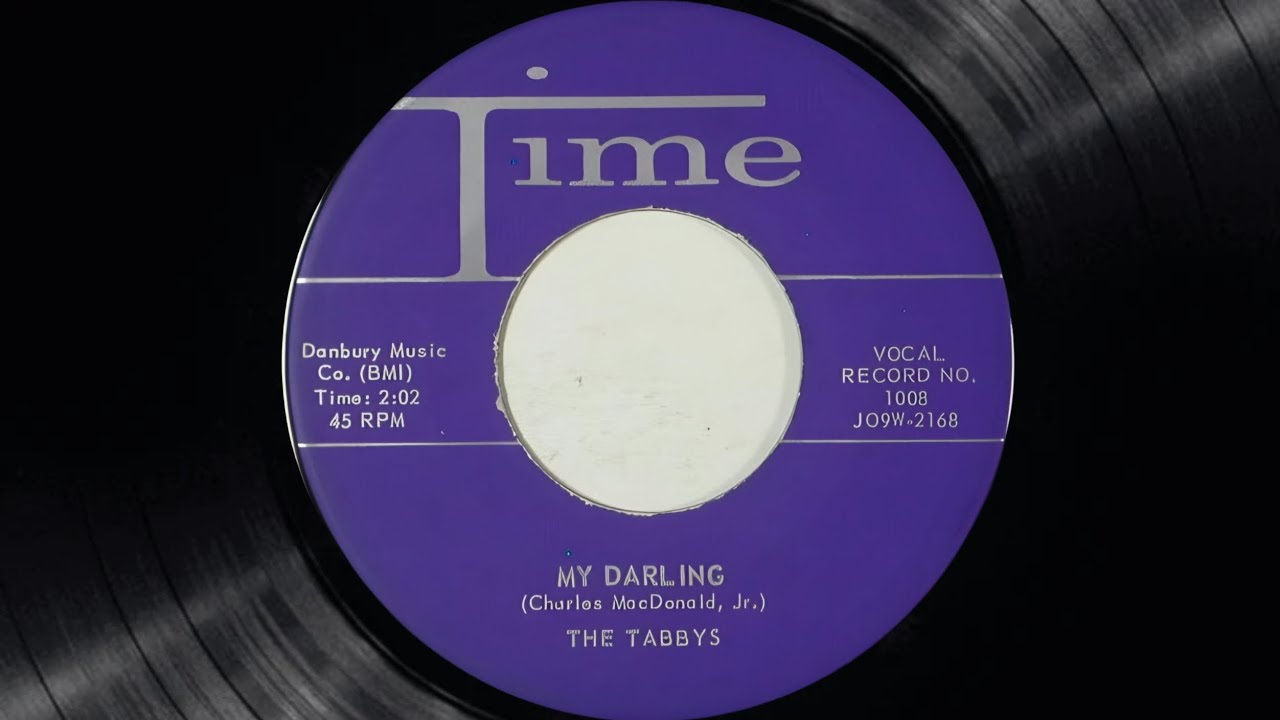 Time
Danbury Music
Co. (BMI)
Time: 2:02
45 RPM
VOCAL
RECORD NO.
1008
JO9W-2168
MY DARLING
(Charles MacDonald, Jr.)
THE TABBYS